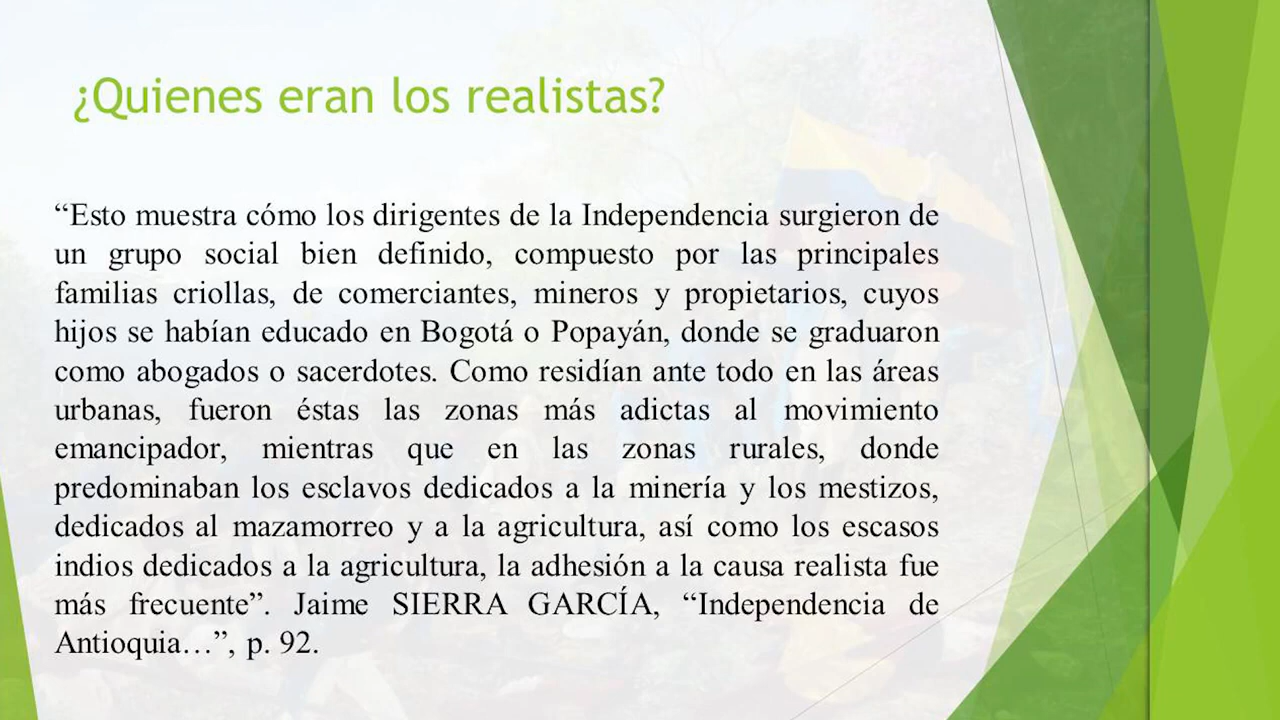 ¿Quienes eran los realistas?
“Esto muestra cómo los dirigentes de la Independencia surgieron de
un grupo social bien definido, compuesto por las principales
familias criollas, de comerciantes, mineros y propietarios, cuyos
hijos se habían educado en Bogotá o Popayán, donde se graduaron
como abogados o sacerdotes. Como residían ante todo en las áreas
urbanas, fueron éstas las zonas más adictas al movimiento
emancipador, mientras que en las zonas rurales, donde
predominaban los esclavos dedicados a la minería y los mestizos,
dedicados al mazamorreo y a la agricultura, así como los escasos
indios dedicados a la agricultura, la adhesión a la causa realista fue
más frecuente”. Jaime SIERRA GARCÍA, “Independencia de
Antioquia…”, p. 92.